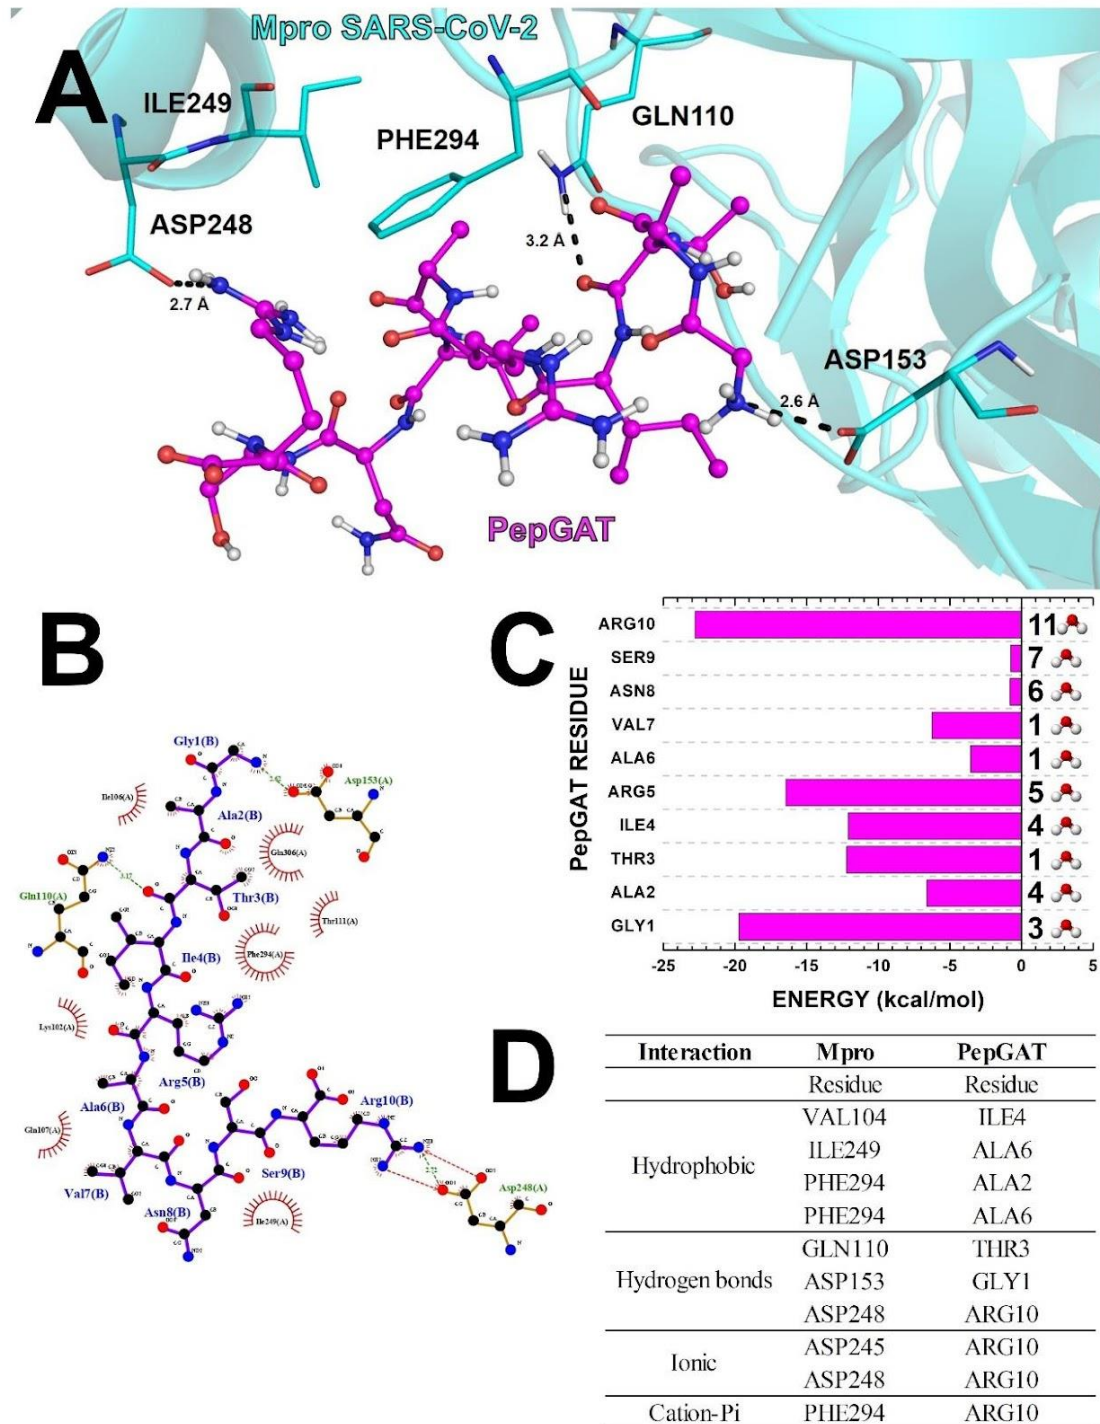 A
Mpro SARS-CoV-2
ILE249
PHE294
GLN110
ASP248
3.2 Å
2.7 Å
ASP153
2.6 Å
PepGAT
B
Gly1(B)
Asp153(A)
Ile106(A)
Ala2(B)
Gln306(A)
3.17
Gln110(A)
Thr3(B)
Thr111(A)
Phe294(A)
Ile4(B)
Lys102(A)
Arg5(B)
Ala6(B)
Arg10(B)
Gln107(A)
Ser9(B)
Val7(B)
Asn8(B)
Asp248(A)
Ile249(A)
C
PepGAT RESIDUE
ARG10 11
SER9 7
ASN8 6
VAL7 1
ALA6 1
ARG5 5
ILE4 4
THR3 1
ALA2 4
GLY1 3
-25 -20 -15 -10 -5 0 5
ENERGY (kcal/mol)
D
Interaction Mpro PepGAT
Residue Residue
Hydrophobic
VAL104 ILE4
ILE249 ALA6
PHE294 ALA2
PHE294 ALA6
Hydrogen bonds
GLN110 THR3
ASP153 GLY1
ASP248 ARG10
Ionic
ASP245 ARG10
ASP248 ARG10
Cation-Pi PHE294 ARG10